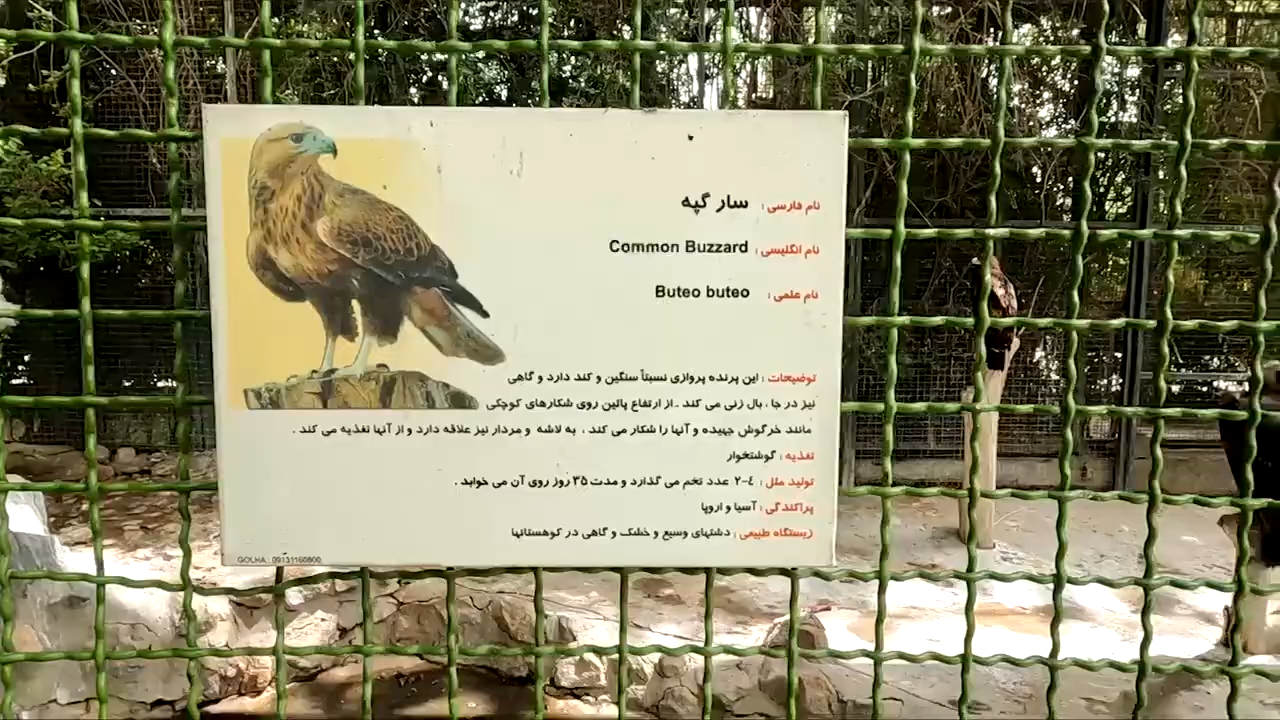 نام فارسی : سار گپه
نام انگلیسی : Common Buzzard
نام علمی : Buteo buteo
توضیحات : این پرنده پروازی نسبتاً سنگین و کند دارد و گاهی
نیز در جا ، بال زنی می کند . از ارتفاع پائین روی شکارهای کوچکی
مانند خرگوش جهیده و آنها را شکار می کند ، به لاشه و مردار نیز علاقه دارد و از آنها تغذیه می کند .
تغذیه : گوشتخوار
تولید مثل : ٤-٢ عدد تخم می گذارد و مدت ۳۵ روز روی آن می خوابد .
پراکندگی : آسیا و اروپا
زیستگاه طبیعی : دشتهای وسیع و خشک و گاهی در کوهستانها
GOLHA : 09131160800